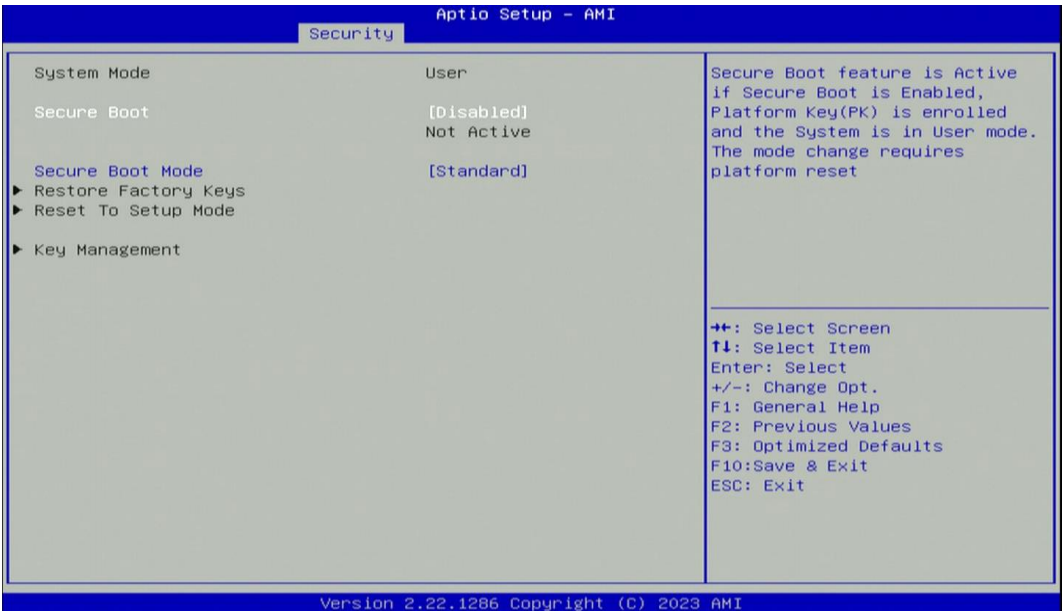 Aptio Setup – AMI
Security
System Mode User
Secure Boot [Disabled]
Not Active
Secure Boot Mode [Standard]
▶ Restore Factory Keys
▶ Reset To Setup Mode
▶ Key Management
Secure Boot feature is Active
if Secure Boot is Enabled,
Platform Key(PK) is enrolled
and the System is in User mode.
The mode change requires
platform reset
→←: Select Screen
↑↓: Select Item
Enter: Select
+/-: Change Opt.
F1: General Help
F2: Previous Values
F3: Optimized Defaults
F10:Save & Exit
ESC: Exit
Version 2.22.1286 Copyright (C) 2023 AMI